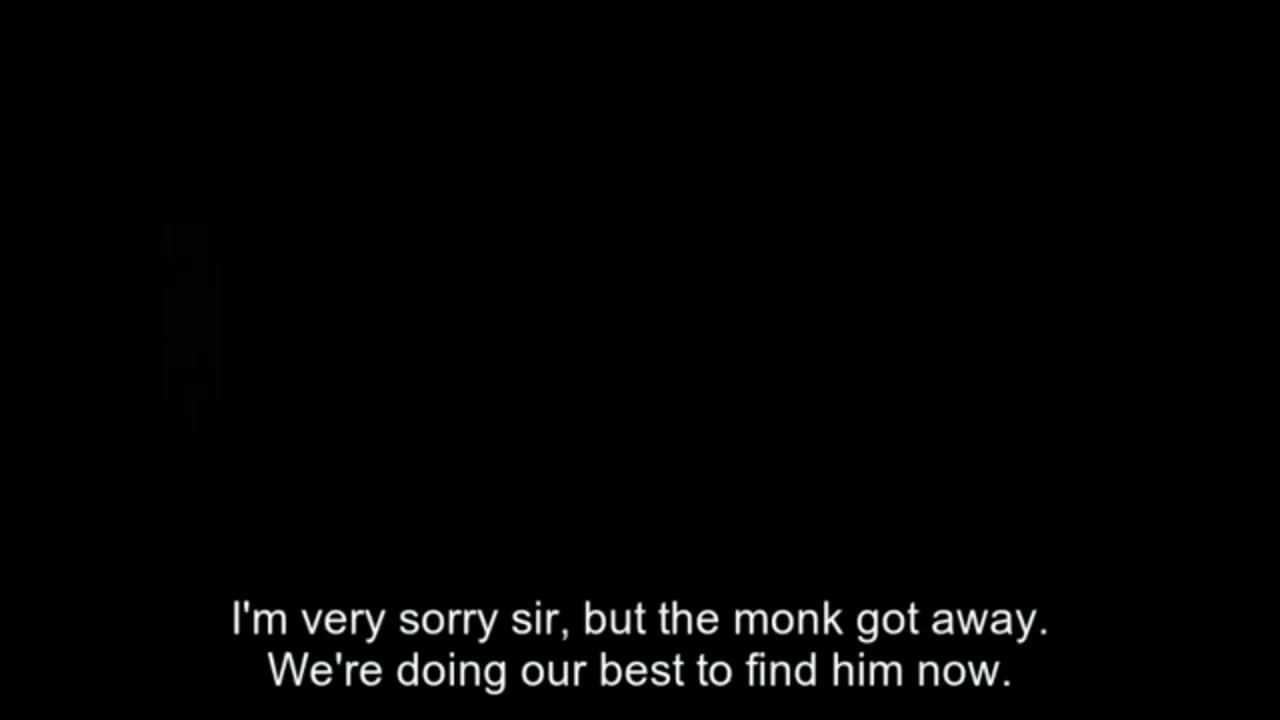 I'm very sorry sir, but the monk got away.
We're doing our best to find him now.